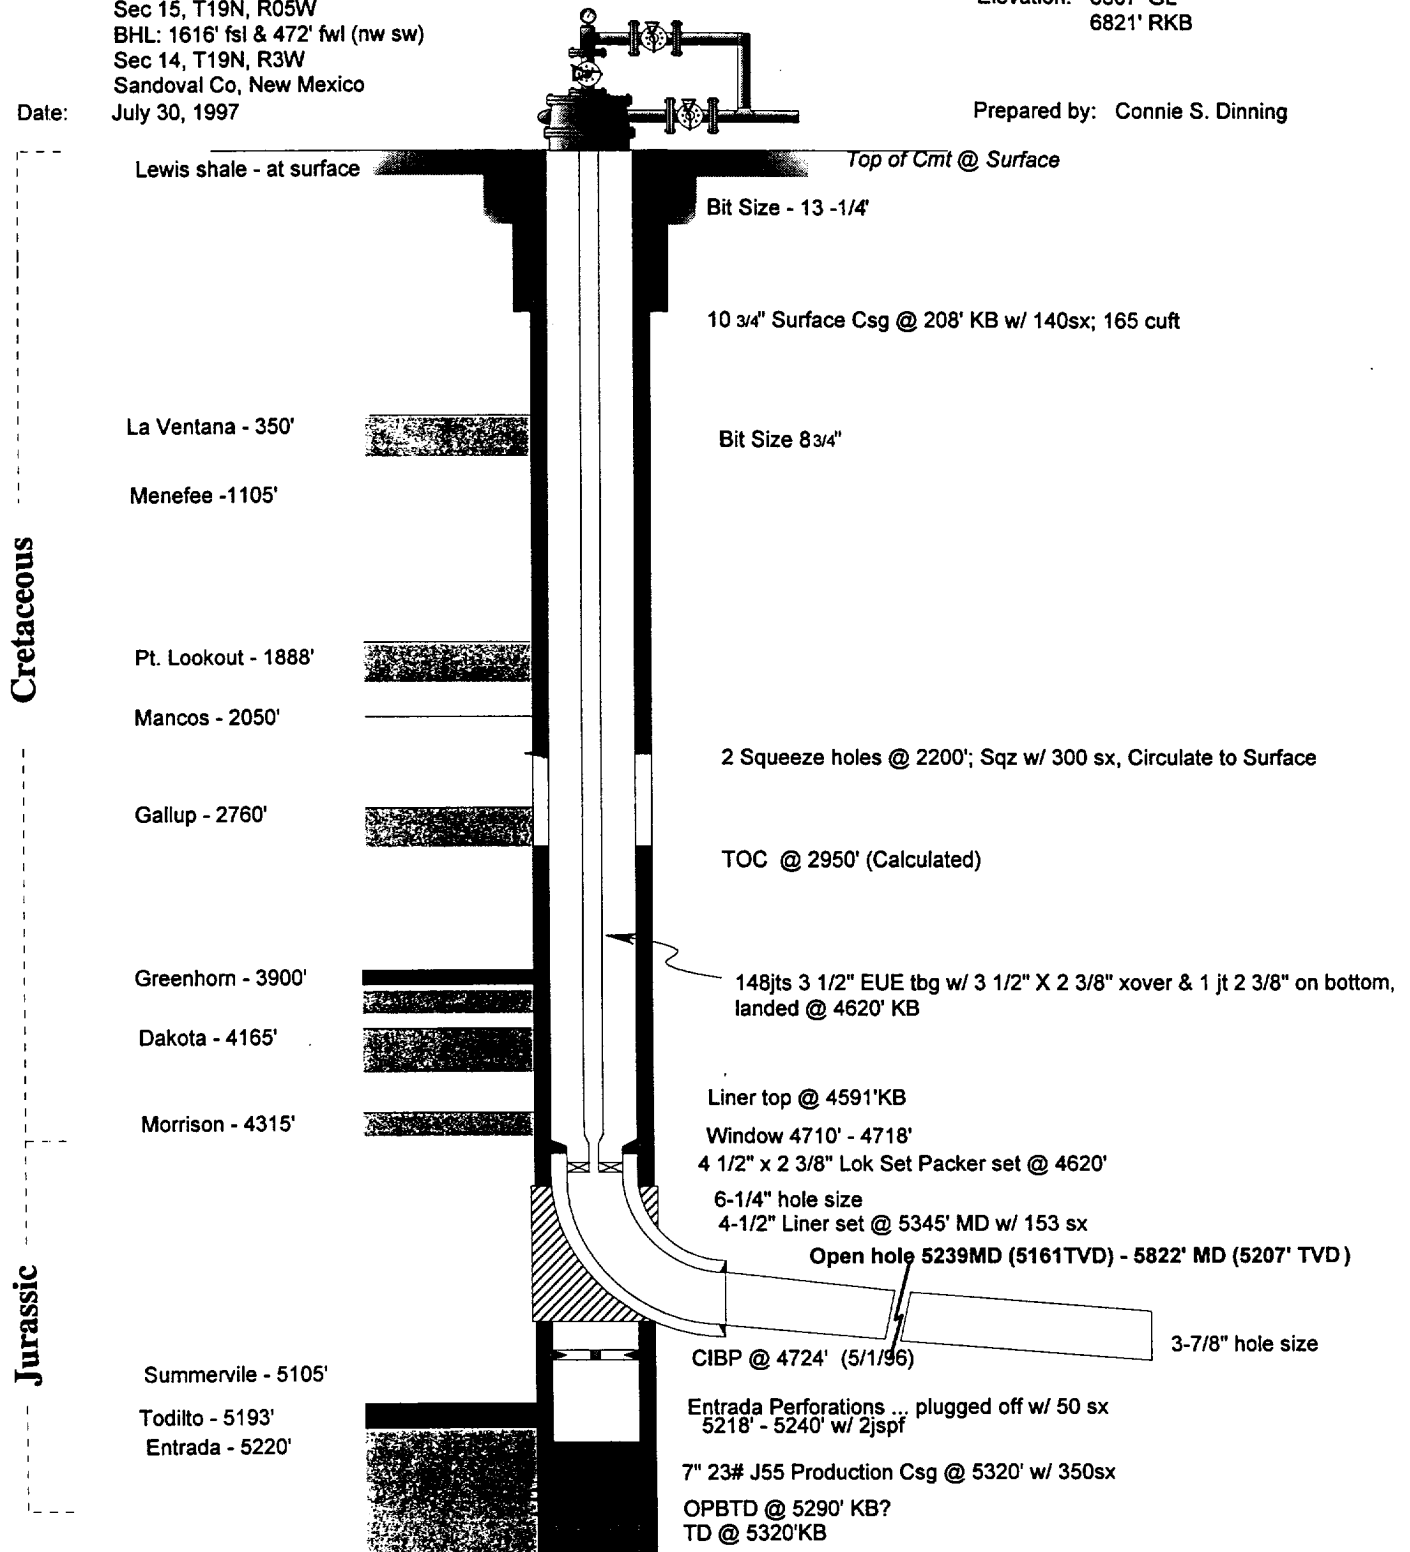 Sec 15, T19N, R05W
BHL: 1616' fsl & 472' fwl (nw sw)
Sec 14, T19N, R3W
Sandoval Co, New Mexico
Date: July 30, 1997
6821' RKB
Prepared by: Connie S. Dinning
Lewis shale - at surface
Top of Cmt @ Surface
Bit Size - 13 -1/4'
10 3/4" Surface Csg @ 208' KB w/ 140sx; 165 cuft
La Ventana - 350'
Bit Size 8 3/4"
Menefee -1105'
Cretaceous
Pt. Lookout - 1888'
Mancos - 2050'
2 Squeeze holes @ 2200'; Sqz w/ 300 sx, Circulate to Surface
Gallup - 2760'
TOC @ 2950' (Calculated)
Greenhorn - 3900'
148jts 3 1/2" EUE tbg w/ 3 1/2" X 2 3/8" xover & 1 jt 2 3/8" on bottom,
landed @ 4620' KB
Dakota - 4165'
Liner top @ 4591'KB
Morrison - 4315'
Window 4710' - 4718'
4 1/2" x 2 3/8" Lok Set Packer set @ 4620'
6-1/4" hole size
4-1/2" Liner set @ 5345' MD w/ 153 sx
Open hole 5239MD (5161TVD) - 5822' MD (5207' TVD )
Jurassic
3-7/8" hole size
CIBP @ 4724' (5/1/96)
Summervile - 5105'
Entrada Perforations ... plugged off w/ 50 sx
5218' - 5240' w/ 2jspf
Todilto - 5193'
Entrada - 5220'
7" 23# J55 Production Csg @ 5320' w/ 350sx
OPBTD @ 5290' KB?
TD @ 5320'KB